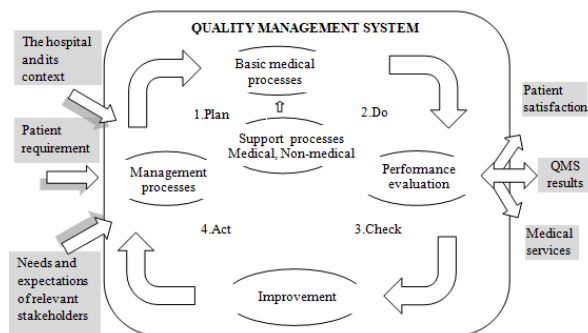 QUALITY MANAGEMENT SYSTEM
The hospital
and its
context
Basic medical
processes
Patient
satisfaction
1.Plan
2.Do
Patient
requirement
Support processes
Medical, Non-medical
Management
processes
Performance
evaluation
QMS
results
4.Act
3.Check
Medical
services
Needs and
expectations
of relevant
stakeholders
Improvement